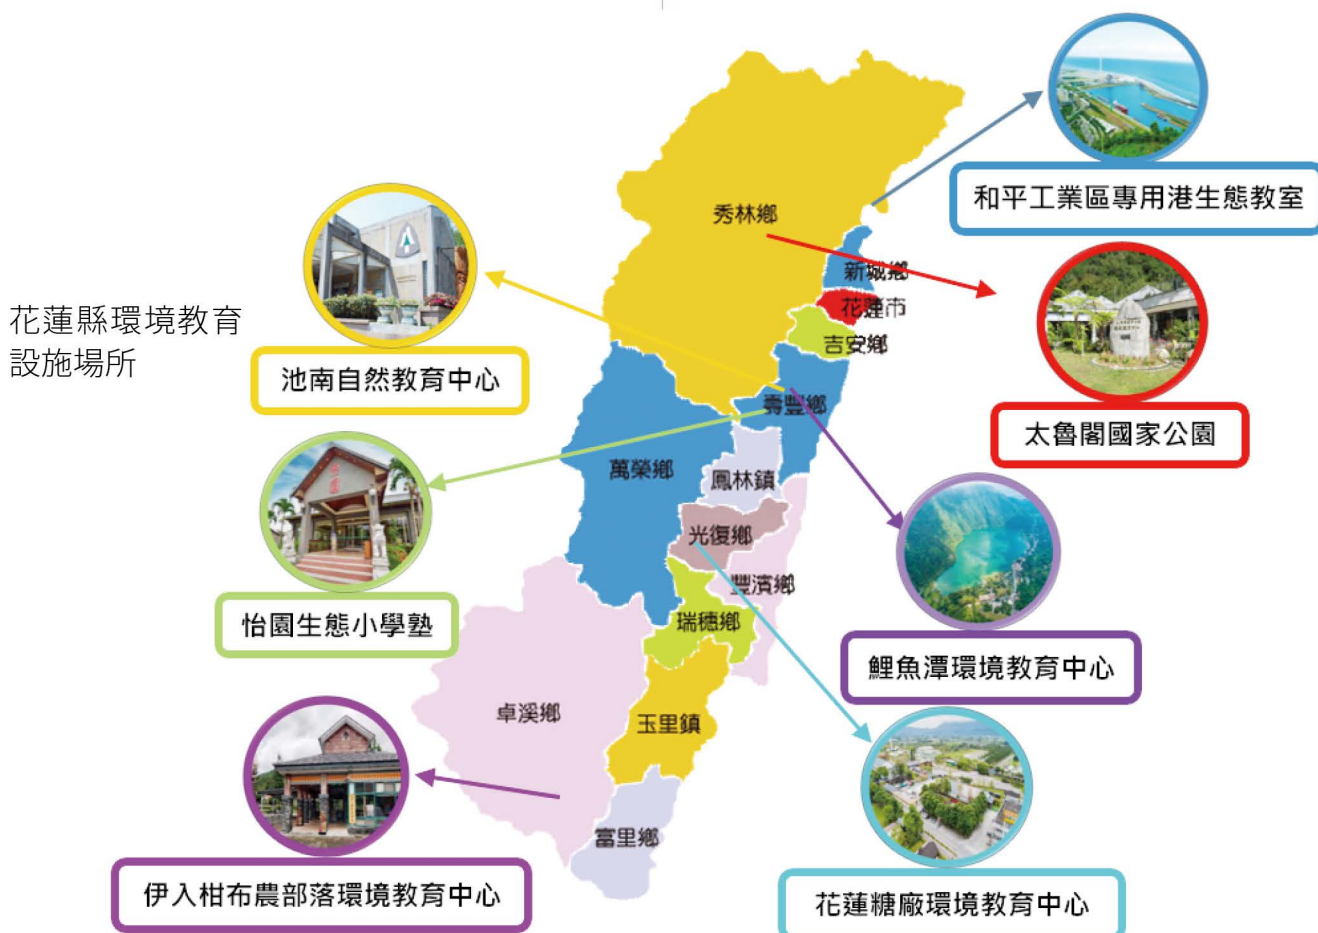 花蓮縣環境教育
設施場所
和平工業區專用港生態教室
秀林鄉
新城鄉
花蓮市
吉安鄉
池南自然教育中心
太魯閣國家公園
壽豐鄉
萬榮鄉
鳳林鎮
光復鄉
豐濱鄉
怡園生態小學塾
瑞穗鄉
鯉魚潭環境教育中心
卓溪鄉
玉里鎮
富里鄉
伊入柑布農部落環境教育中心
花蓮糖廠環境教育中心